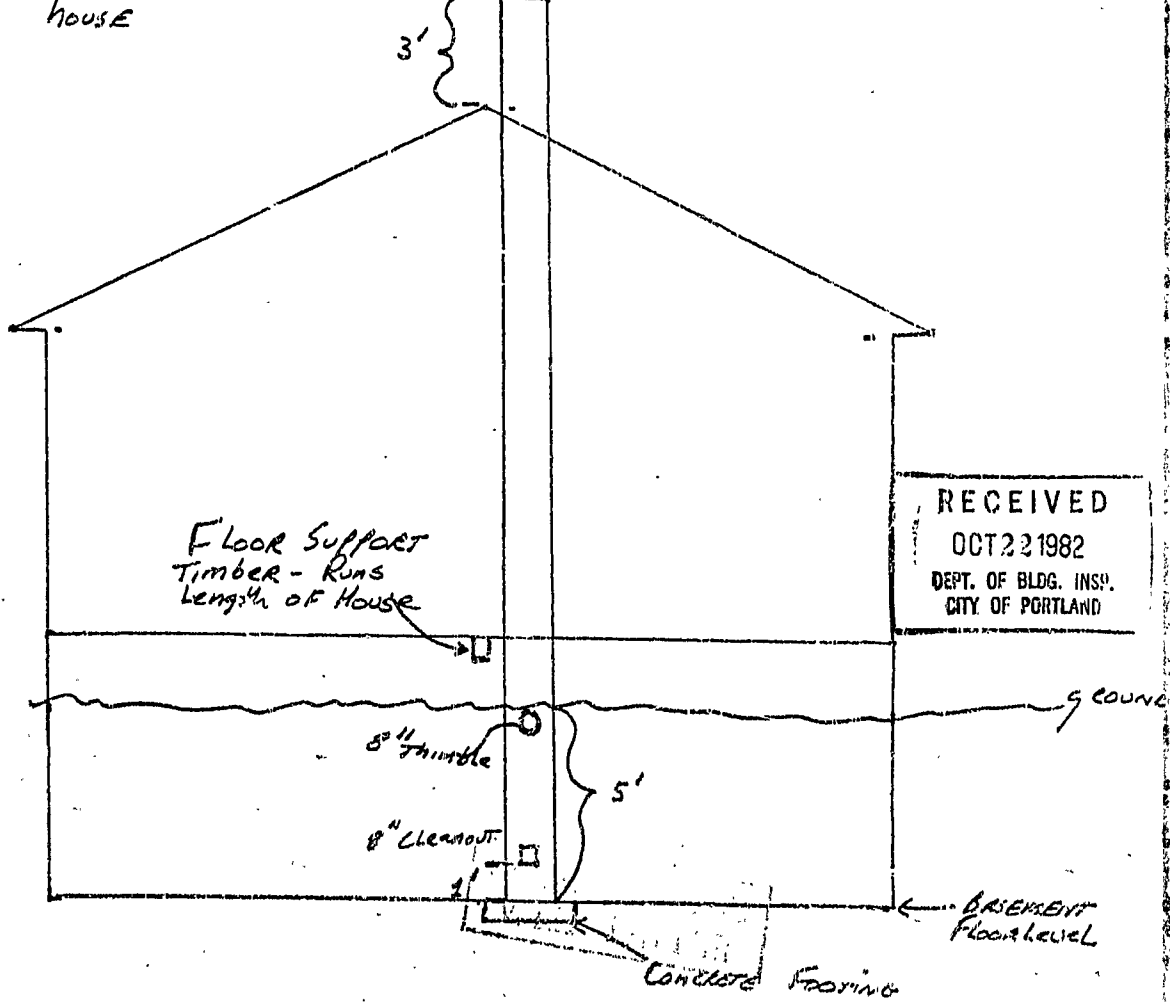 house
3'
RECEIVED
OCT 22 1982
DEPT. OF BLDG. INSP.
CITY OF PORTLAND
FLOOR SUPPORT
Timber - Runs
Length of House
8" Thimble
5'
8" Cleanout
1'
BASEMENT
Floor Level
CONCRETE FOOTING